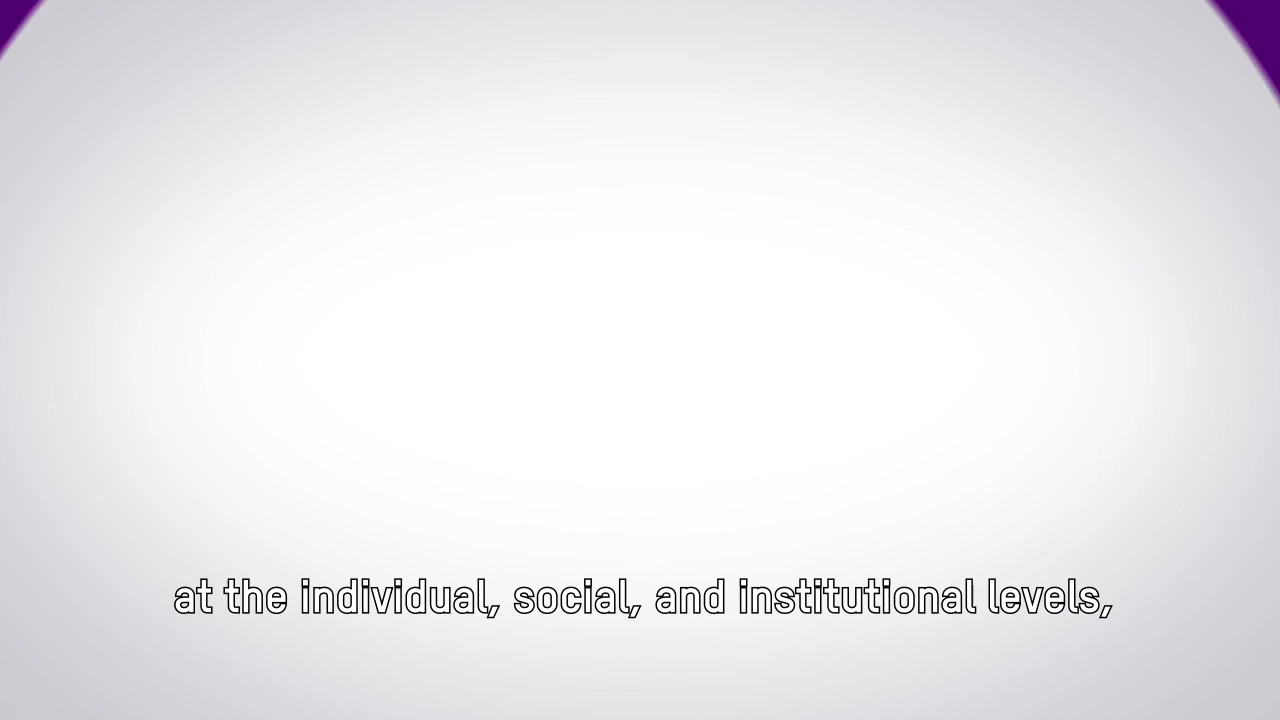 at the individual, social, and institutional levels,